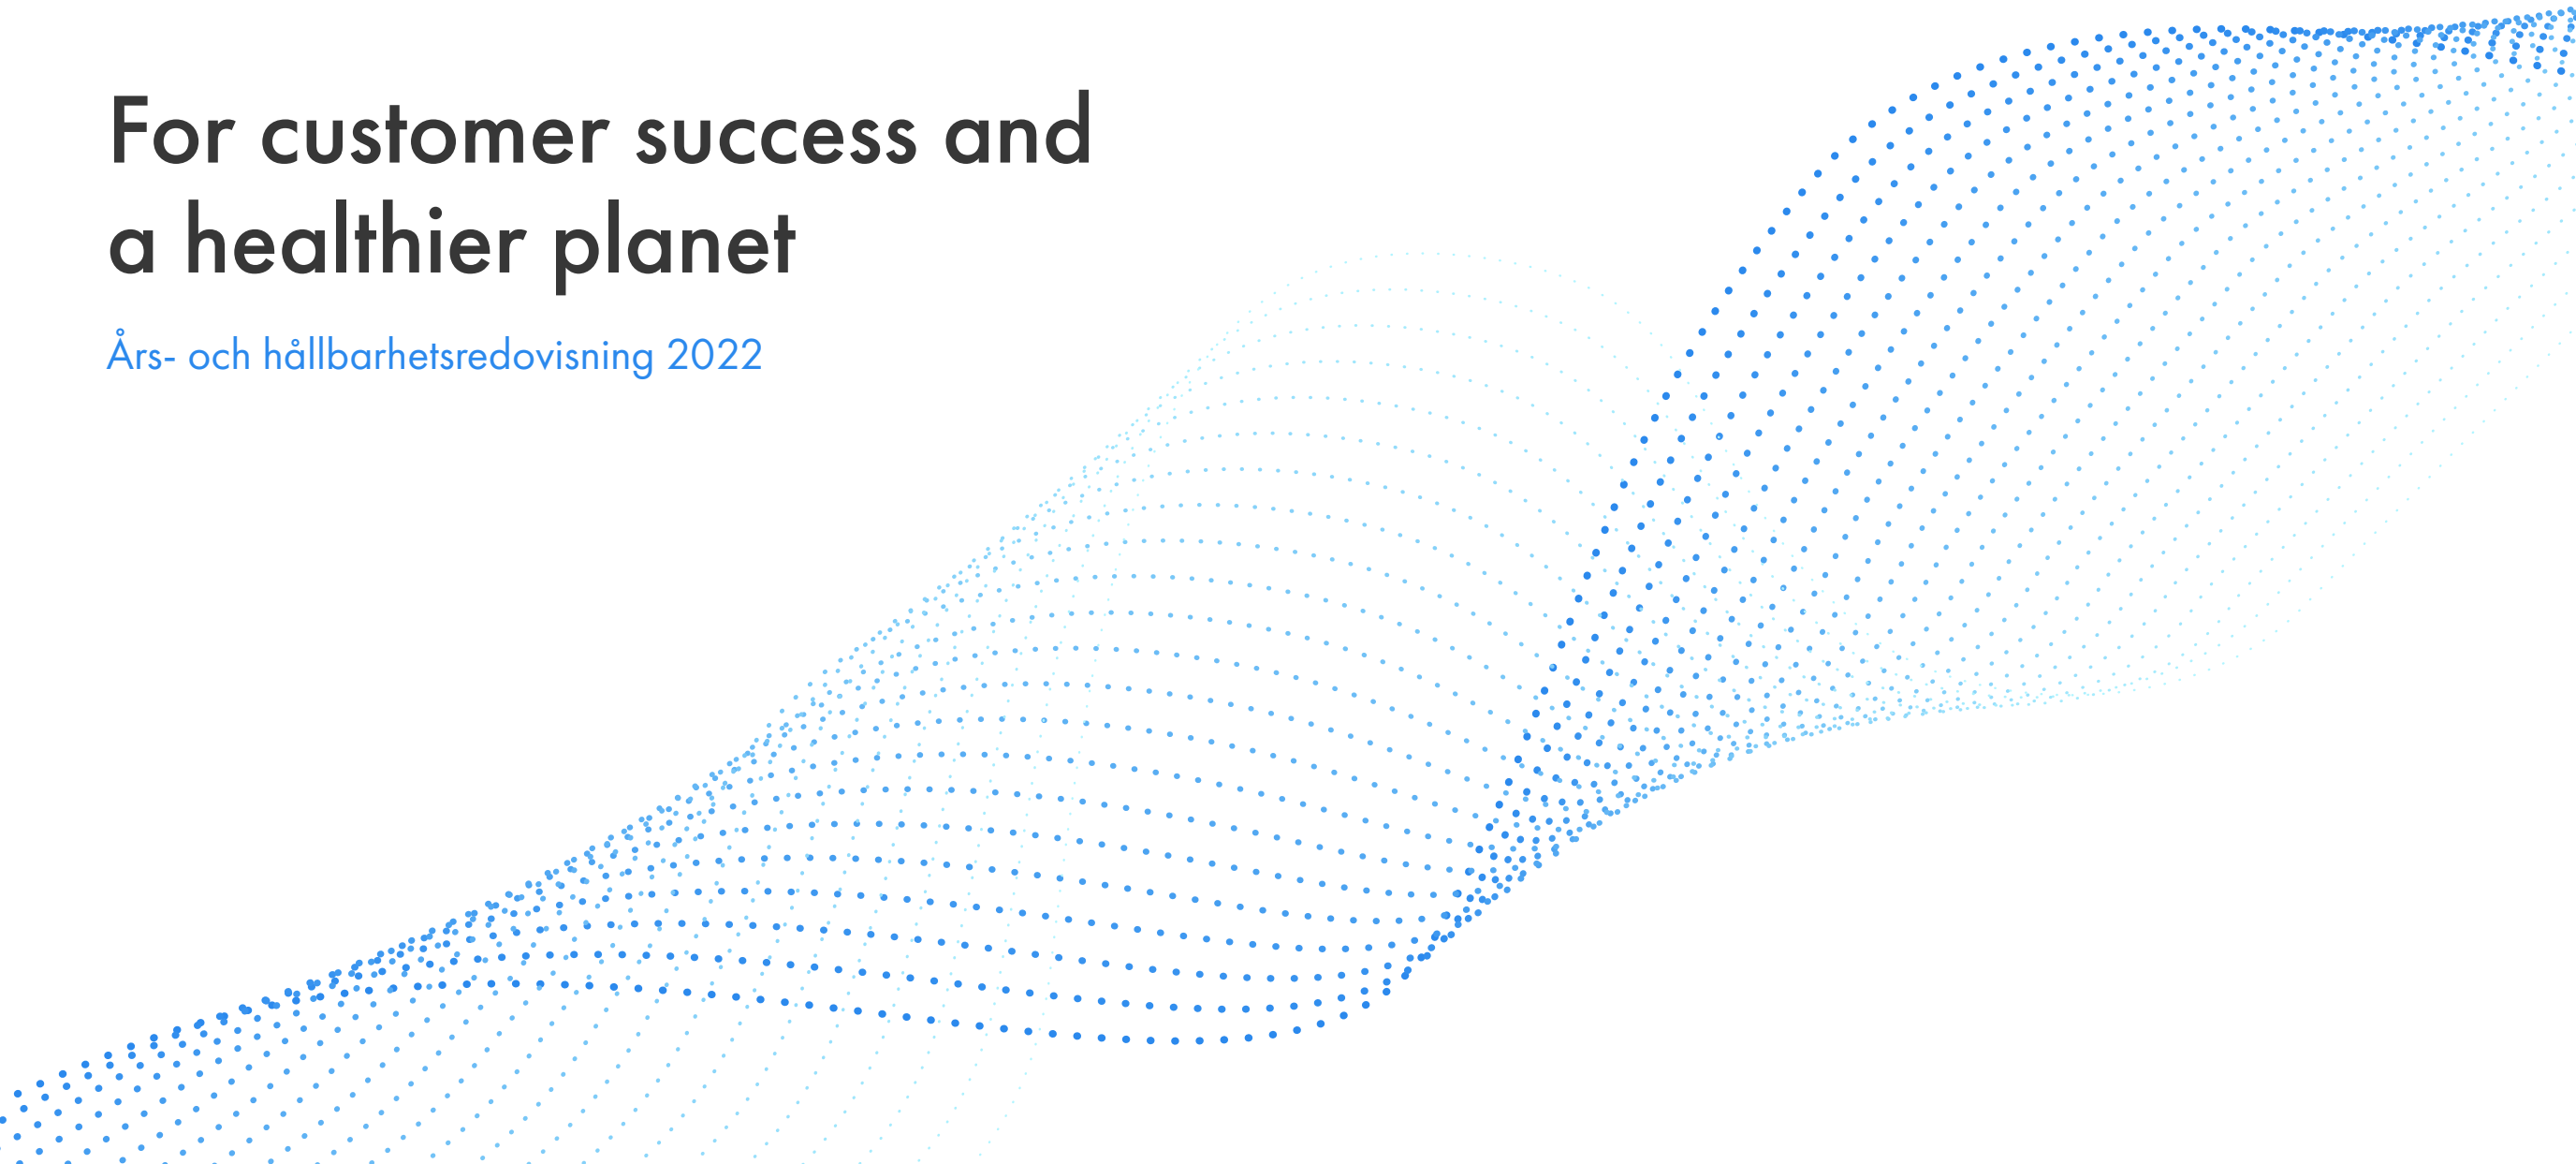 For customer success and
a healthier planet
Års- och hållbarhetsredovisning 2022